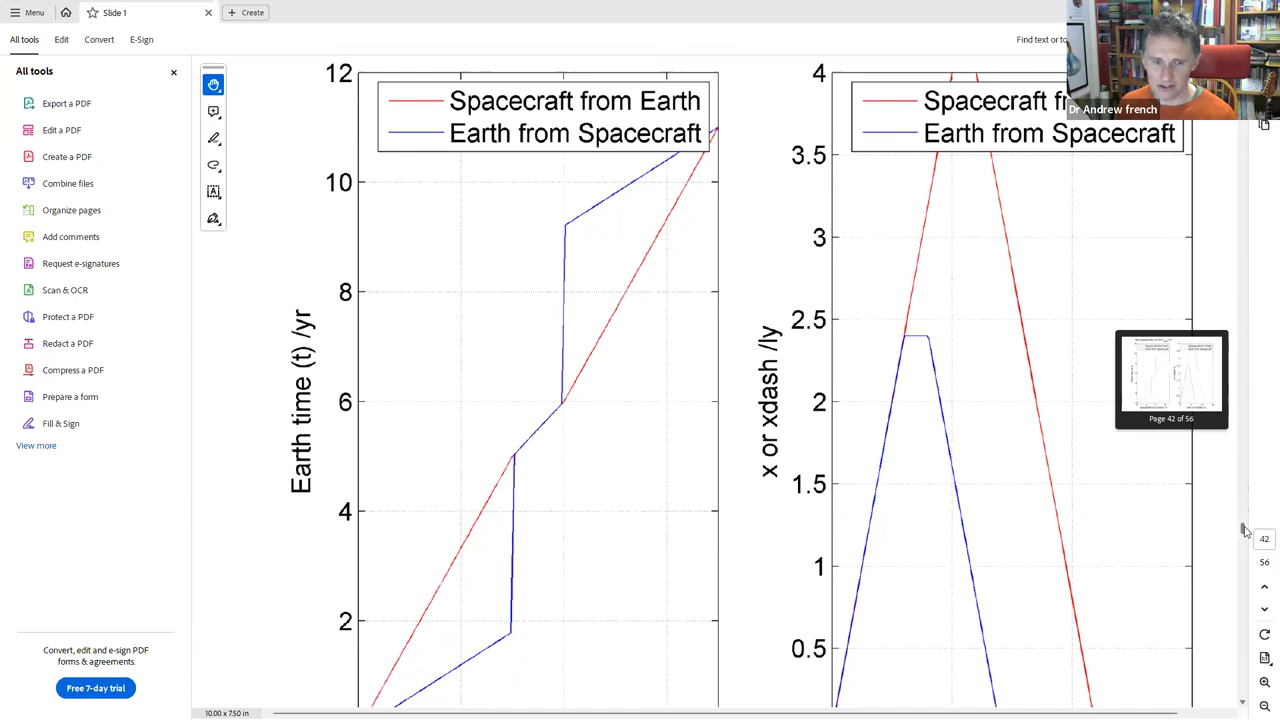 Menu
Slide 1
Create
All tools
Edit
Convert
E-Sign
Find text or to
Dr Andrew french
All tools
Export a PDF
Edit a PDF
Create a PDF
Combine files
Organize pages
Add comments
Request e-signatures
Scan & OCR
Protect a PDF
Redact a PDF
Compress a PDF
Prepare a form
Fill & Sign
View more
Convert, edit and e-sign PDF
forms & agreements.
Free 7-day trial
Earth time (t) /yr
12
10
8
6
4
2
Spacecraft from Earth
Earth from Spacecraft
x or xdash /ly
4
3.5
3
2.5
2
1.5
1
0.5
Spacecraft f
Earth from Spacecraft
Page 42 of 56
42
56
10.00 x 7.50 in